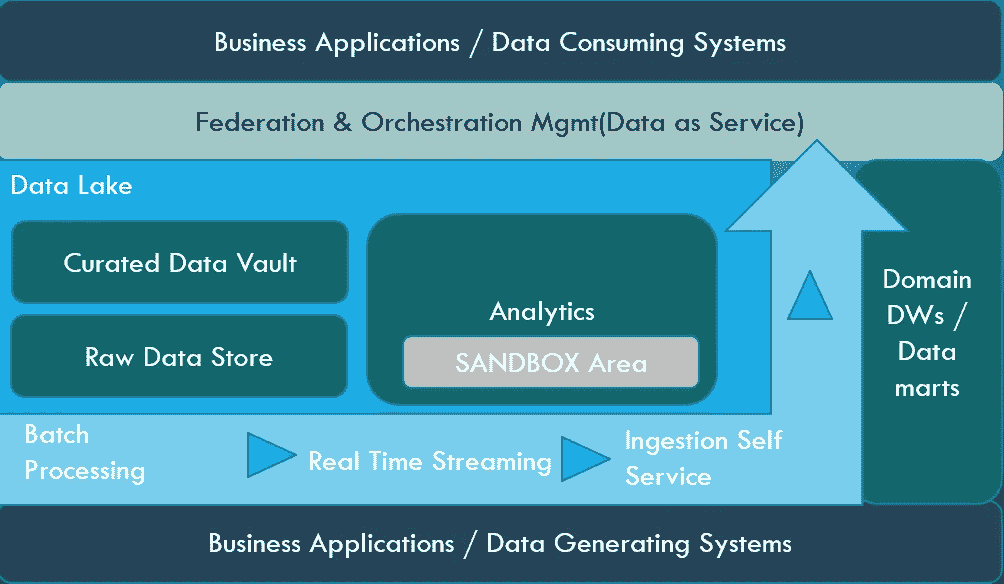 Business Applications / Data Consuming Systems
Federation & Orchestration Mgmt(Data as Service)
Data Lake
Curated Data Vault
Raw Data Store
Analytics
SANDBOX Area
Domain
DWs /
Data
marts
Batch
Processing
Real Time Streaming
Ingestion Self
Service
Business Applications / Data Generating Systems